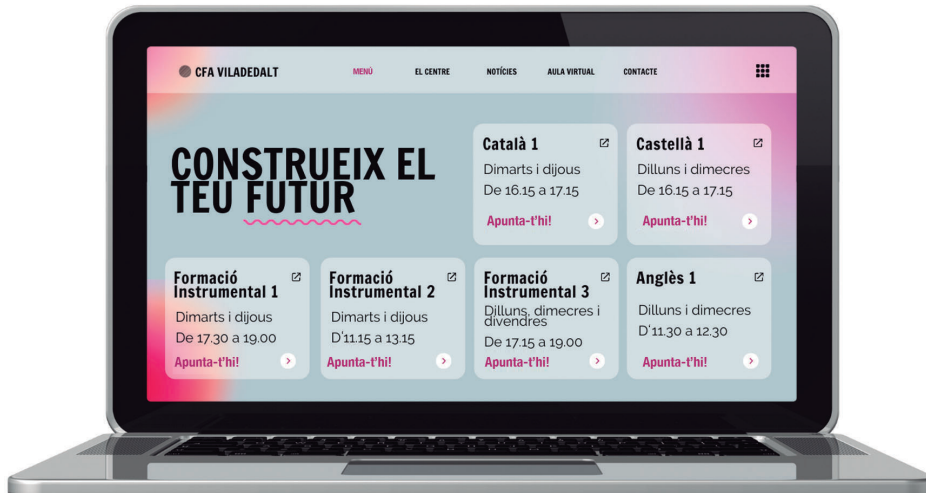 CFA VILADEDALT
MENÚ
EL CENTRE
NOTÍCIES
AULA VIRTUAL
CONTACTE
CONSTRUEIX EL
TEU FUTUR
Català 1
Dimarts i dijous
De 16.15 a 17.15
Apunta-t'hi!
Castellà 1
Dilluns i dimecres
De 16.15 a 17.15
Apunta-t'hi!
Formació
Instrumental 1
Dimarts i dijous
De 17.30 a 19.00
Apunta-t'hi!
Formació
Instrumental 2
Dimarts i dijous
D'11.15 a 13.15
Apunta-t'hi!
Formació
Instrumental 3
Dilluns, dimecres i
divendres
De 17.15 a 19.00
Apunta-t'hi!
Anglès 1
Dilluns i dimecres
D'11.30 a 12.30
Apunta-t'hi!